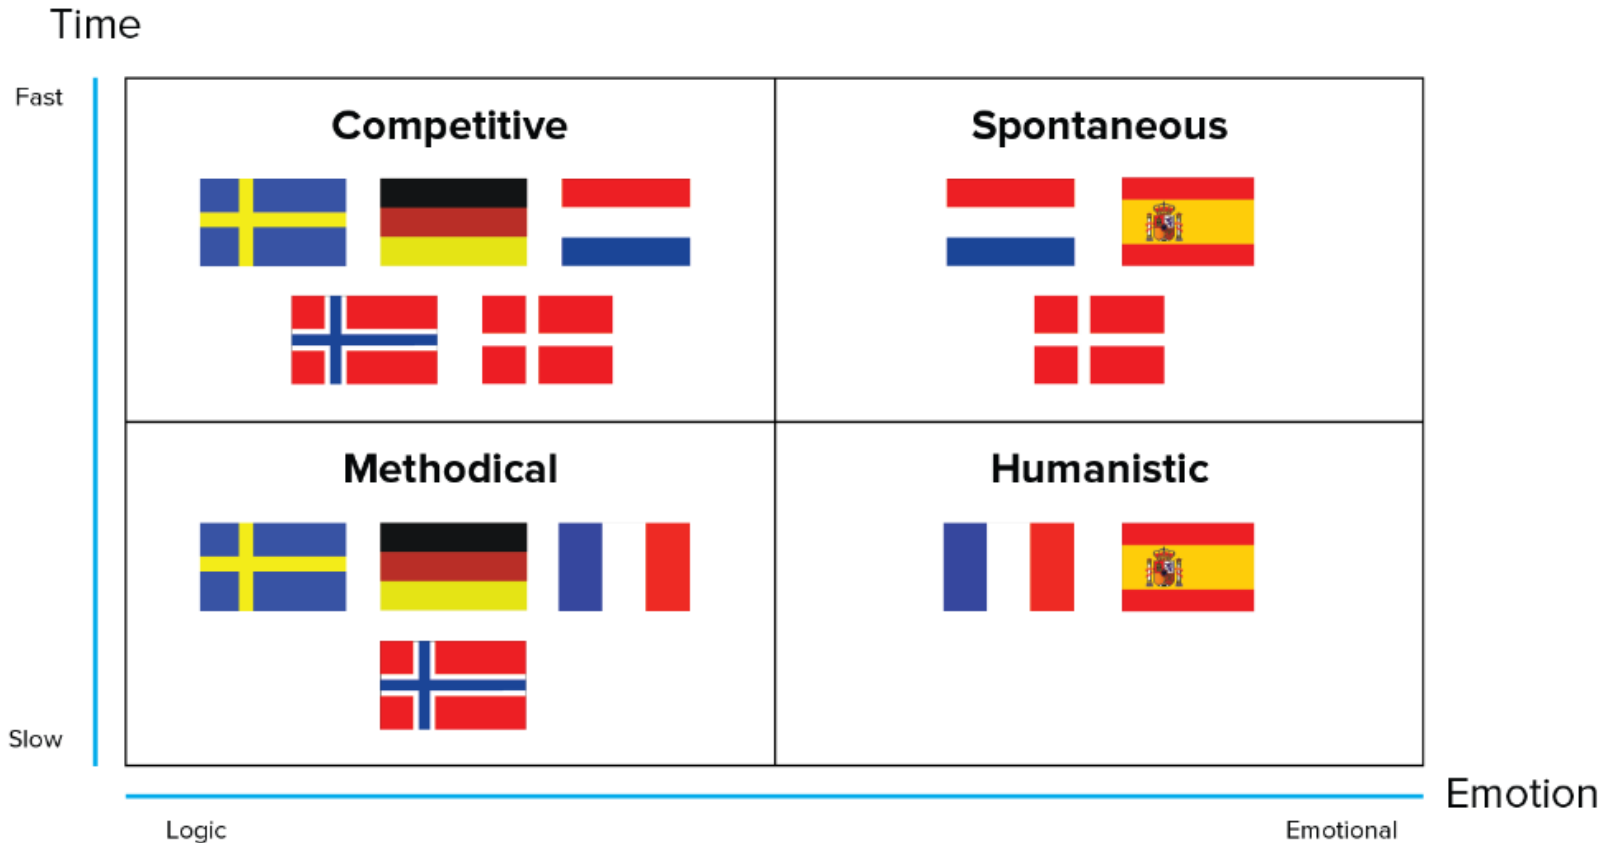 Time
Fast
Competitive
Spontaneous
Methodical
Humanistic
Slow
Emotion
Logic
Emotional